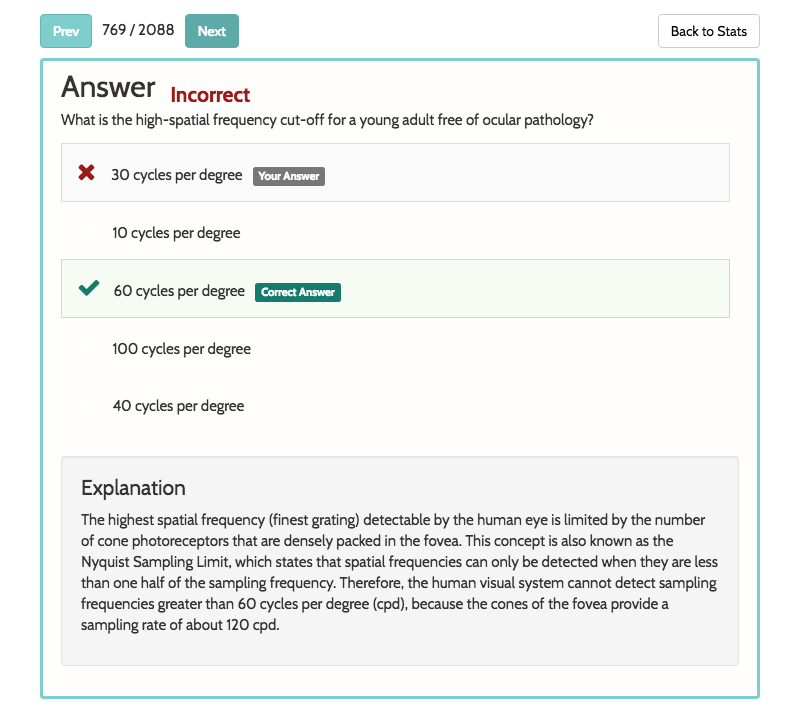 Prev 769 / 2088 Next Back to Stats
Answer Incorrect
What is the high-spatial frequency cut-off for a young adult free of ocular pathology?
30 cycles per degree Your Answer
10 cycles per degree
60 cycles per degree Correct Answer
100 cycles per degree
40 cycles per degree
Explanation
The highest spatial frequency (finest grating) detectable by the human eye is limited by the number
of cone photoreceptors that are densely packed in the fovea. This concept is also known as the
Nyquist Sampling Limit, which states that spatial frequencies can only be detected when they are less
than one half of the sampling frequency. Therefore, the human visual system cannot detect sampling
frequencies greater than 60 cycles per degree (cpd), because the cones of the fovea provide a
sampling rate of about 120 cpd.